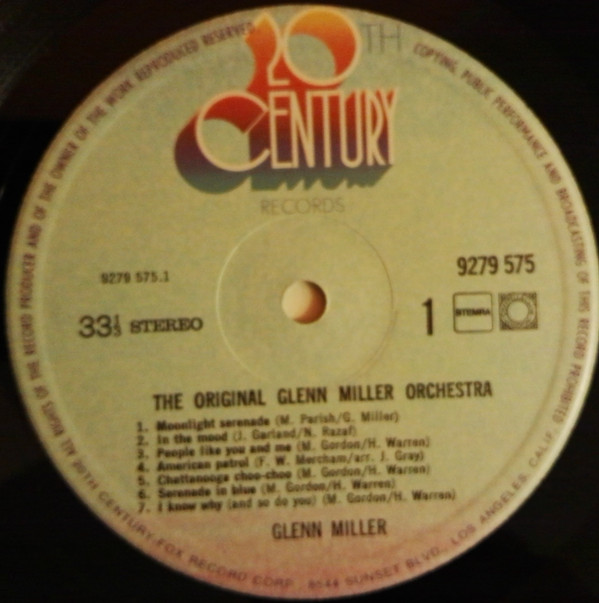 ALL RIGHTS OF THE RECORD PRODUCER AND OF THE OWNER OF THE WORK REPRODUCED RESERVED
COPYING, PUBLIC PERFORMANCE AND BROADCASTING OF THIS RECORD PROHIBITED
20TH
CENTURY
RECORDS
9279 575.1
9279 575
33⅓ STEREO
1
STEMRA
THE ORIGINAL GLENN MILLER ORCHESTRA
1. Moonlight serenade (M. Parish/G. Miller)
2. In the mood (J. Garland/N. Razaf)
3. People like you and me (M. Gordon/H. Warren)
4. American patrol (F. W. Mercham/arr. J. Gray)
5. Chattanooga choo-choo (M. Gordon/H. Warren)
6. Serenade in blue (M. Gordon/H. Warren)
7. I know why (and so do you) (M. Gordon/H. Warren)
GLENN MILLER
20TH CENTURY-FOX RECORD CORP. 8544 SUNSET BLVD., LOS ANGELES, CALIF.